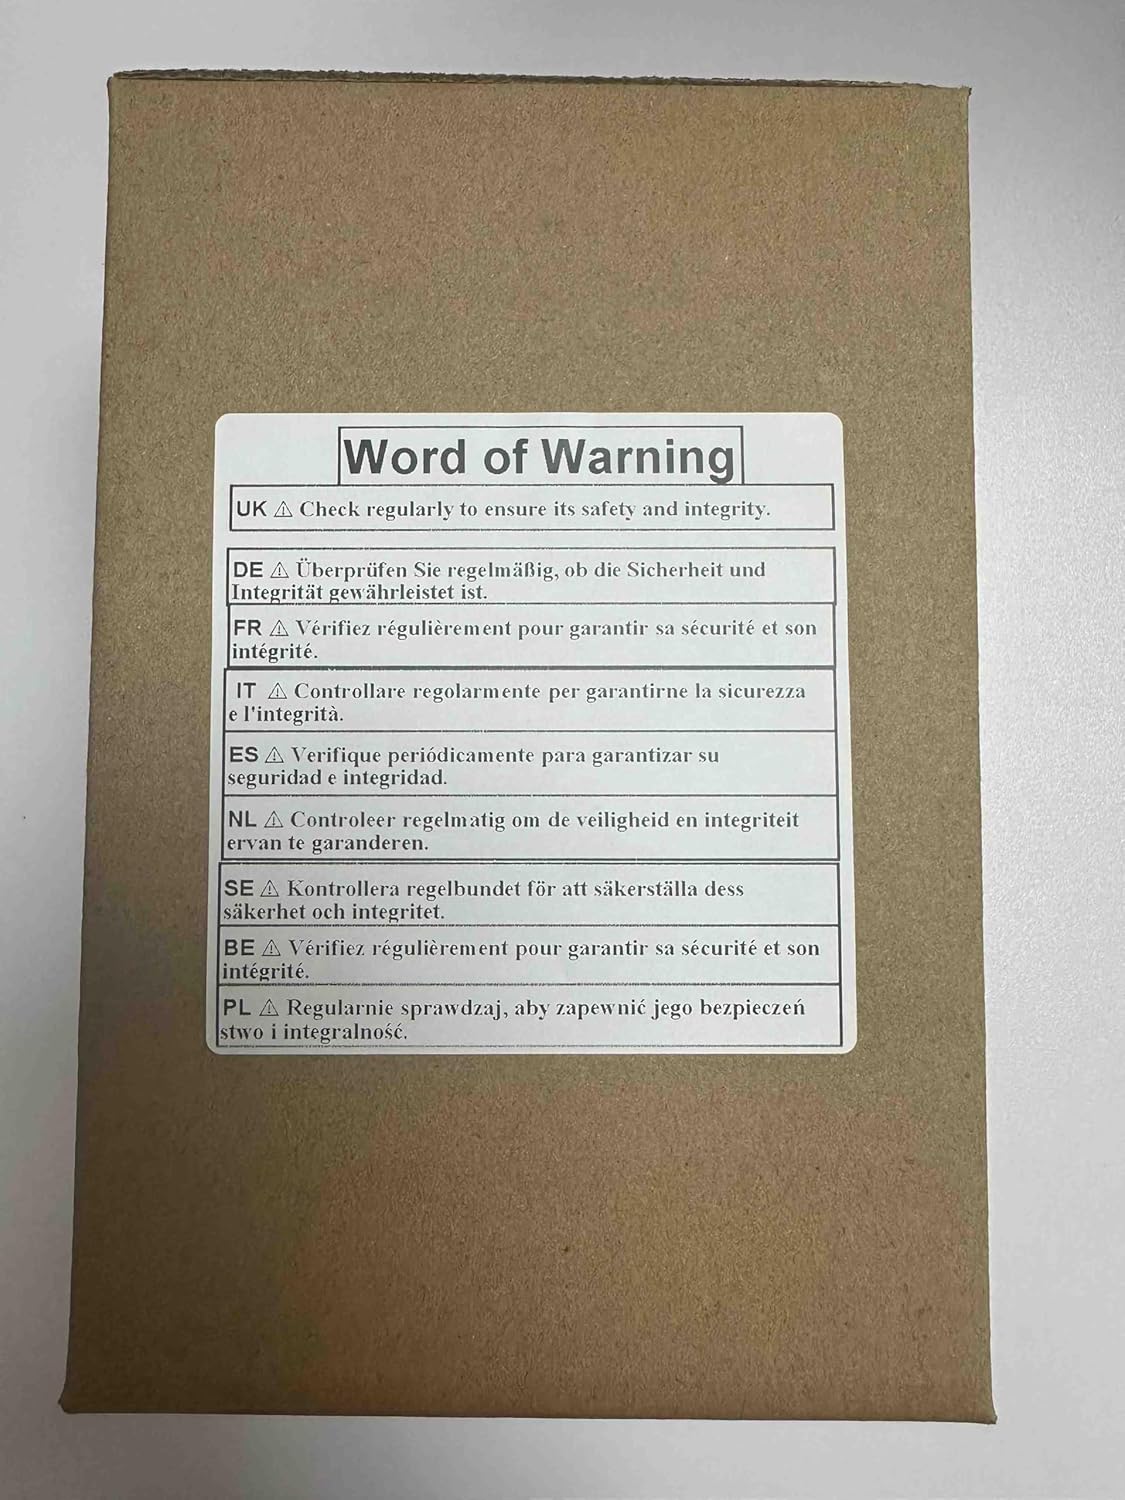 Word of Warning
UK ⚠ Check regularly to ensure its safety and integrity.
DE ⚠ Überprüfen Sie regelmäßig, ob die Sicherheit und
Integrität gewährleistet ist.
FR ⚠ Vérifiez régulièrement pour garantir sa sécurité et son
intégrité.
IT ⚠ Controllare regolarmente per garantirne la sicurezza
e l'integrità.
ES ⚠ Verifique periódicamente para garantizar su
seguridad e integridad.
NL ⚠ Controleer regelmatig om de veiligheid en integriteit
ervan te garanderen.
SE ⚠ Kontrollera regelbundet för att säkerställa dess
säkerhet och integritet.
BE ⚠ Vérifiez régulièrement pour garantir sa sécurité et son
intégrité.
PL ⚠ Regularnie sprawdzaj, aby zapewnić jego bezpieczeń
stwo i integralność.